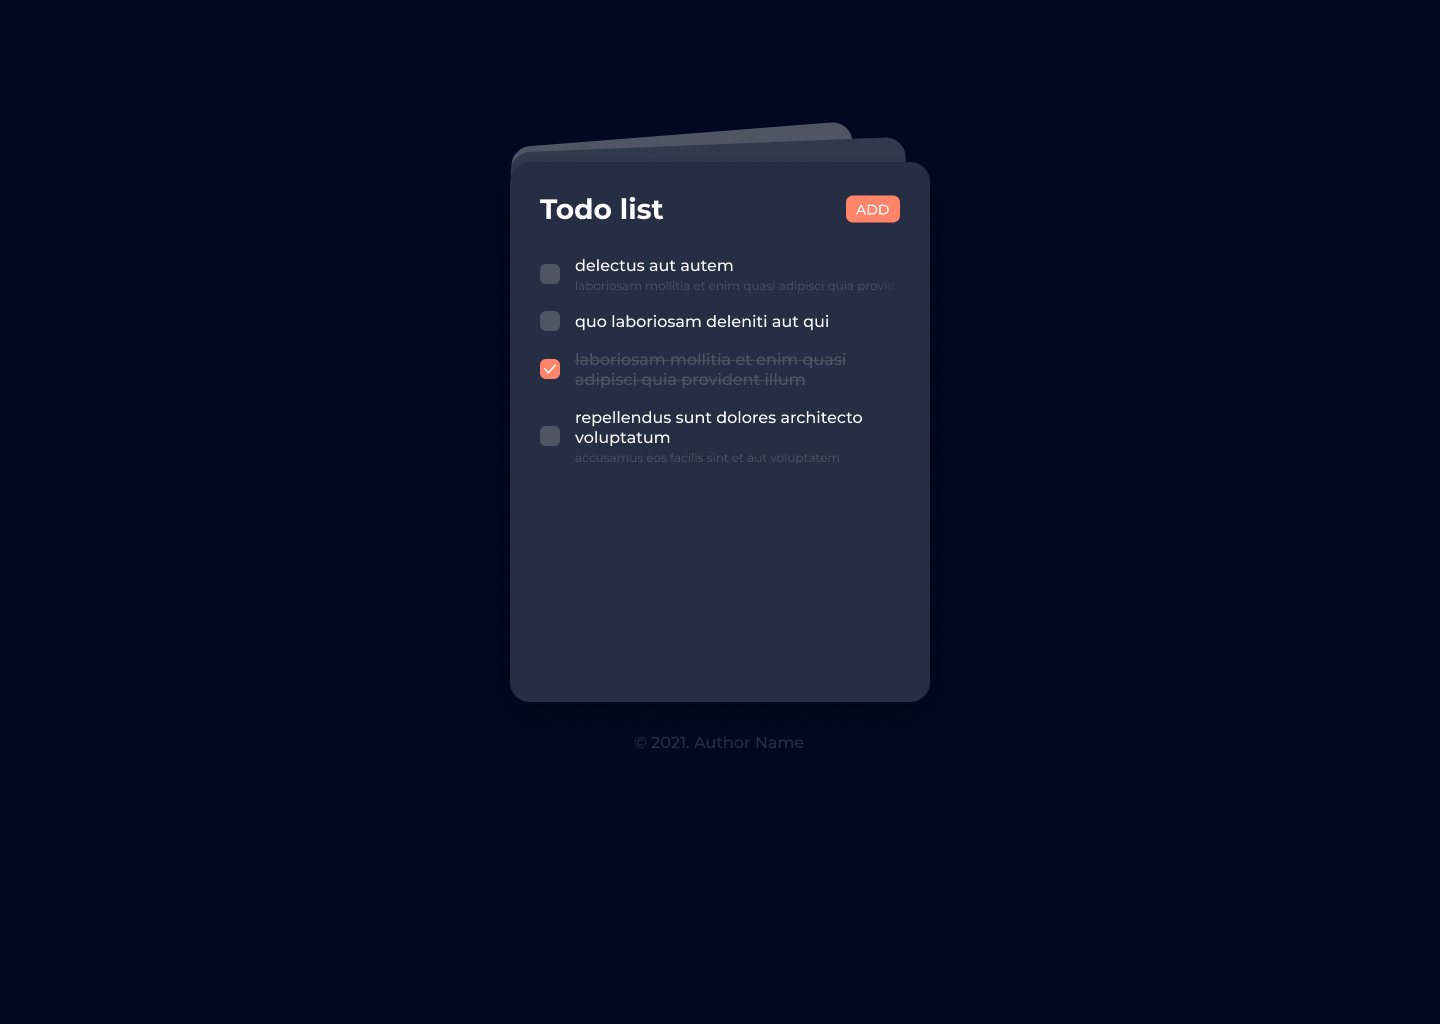 Todo list
ADD
delectus aut autem
laboriosam mollitia et enim quasi adipisci quia provid
quo laboriosam deleniti aut qui
laboriosam mollitia et enim quasi
adipisci quia provident illum
repellendus sunt dolores architecto
voluptatum
accusamus eos facilis sint et aut voluptatem
© 2021. Author Name